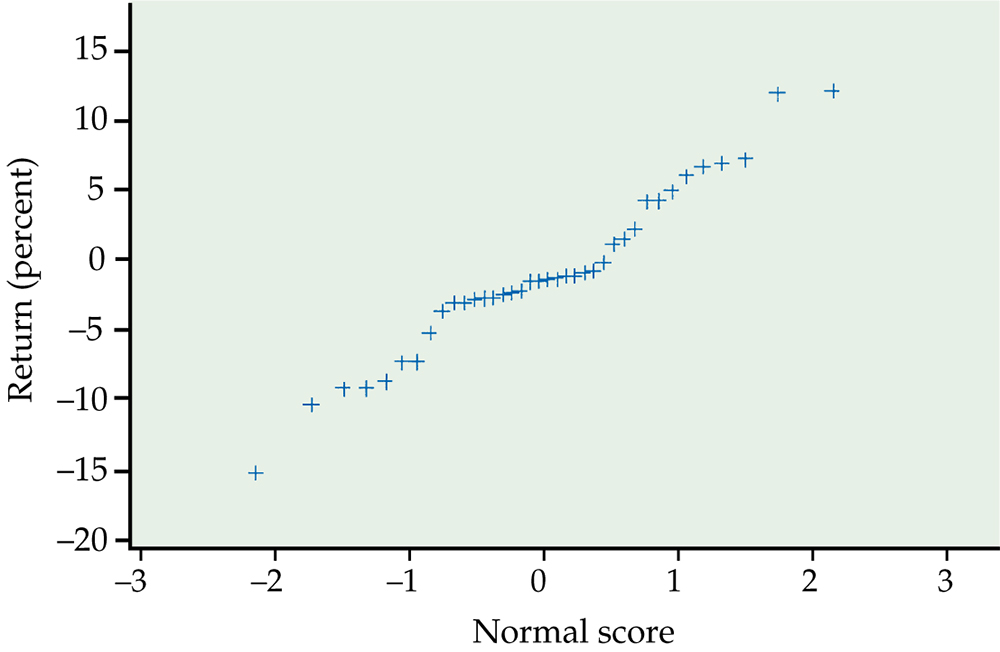 15
10
5
0
–5
–10
–15
–20
Return (percent)
–3 –2 –1 0 1 2 3
Normal score